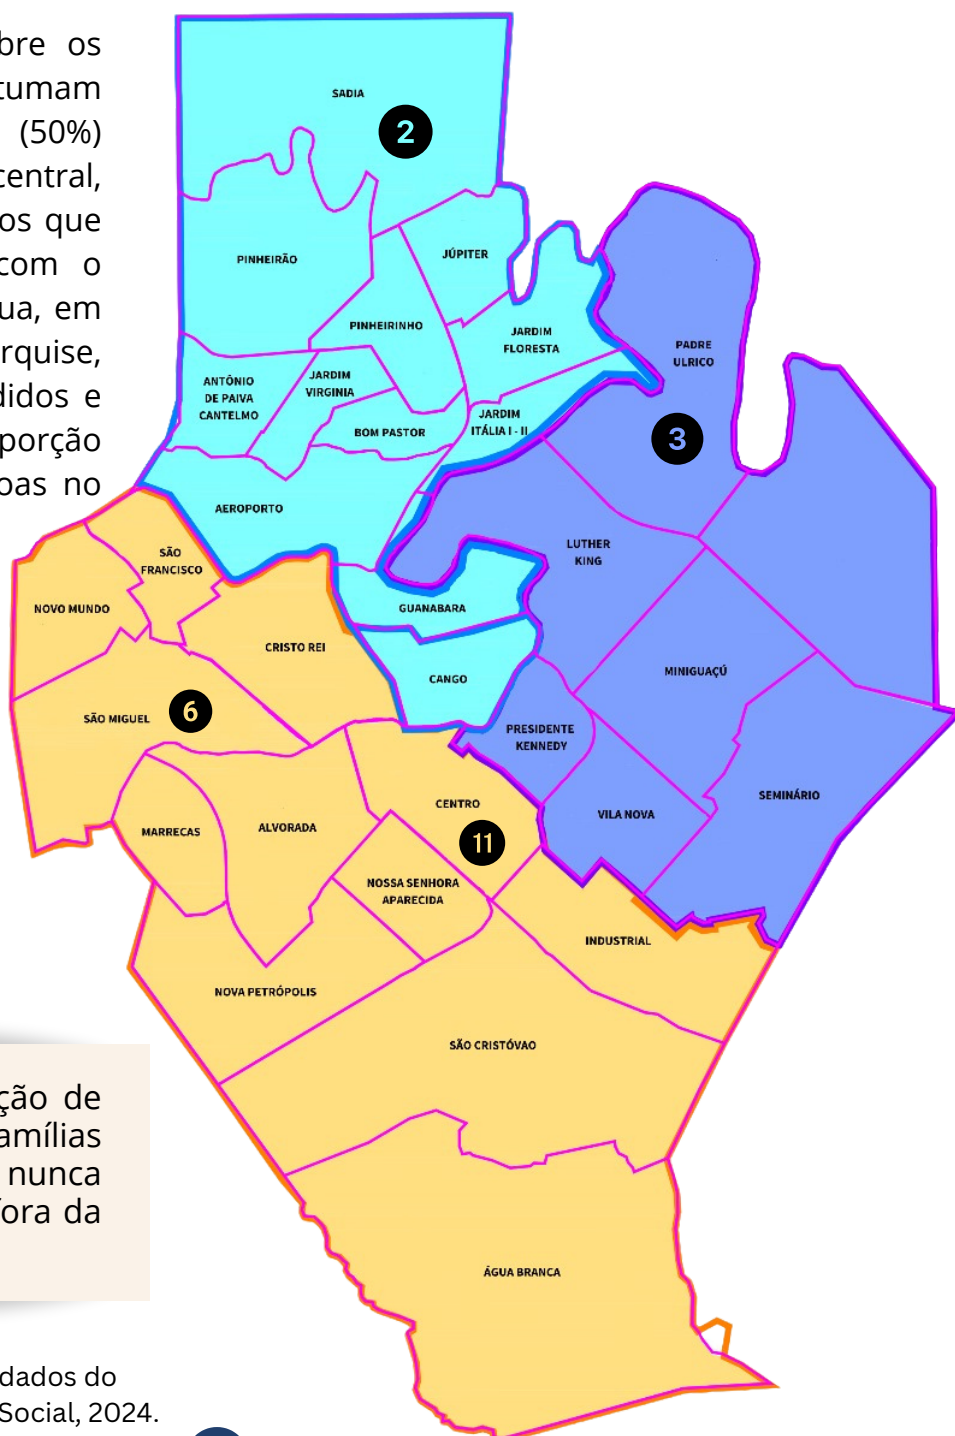 bre os
tumam
(50%)
central,
os que
com o
ua, em
rquise,
didos e
porção
oas no
SADIA
2
PINHEIRÃO
JÚPITER
PINHEIRINHO
JARDIM
FLORESTA
ANTÔNIO
DE PAIVA
CANTELMO
JARDIM
VIRGINIA
BOM PASTOR
JARDIM
ITÁLIA I - II
AEROPORTO
PADRE
ULRICO
3
LUTHER
KING
SÃO
FRANCISCO
NOVO MUNDO
GUANABARA
CRISTO REI
CANGO
MINIGUAÇÚ
SÃO MIGUEL
6
PRESIDENTE
KENNEDY
SEMINÁRIO
VILA NOVA
CENTRO
11
MARRECAS
ALVORADA
NOSSA SENHORA
APARECIDA
INDUSTRIAL
NOVA PETRÓPOLIS
SÃO CRISTÓVAO
ÁGUA BRANCA
ção de
amílias
nunca
fora da
dados do
Social, 2024.